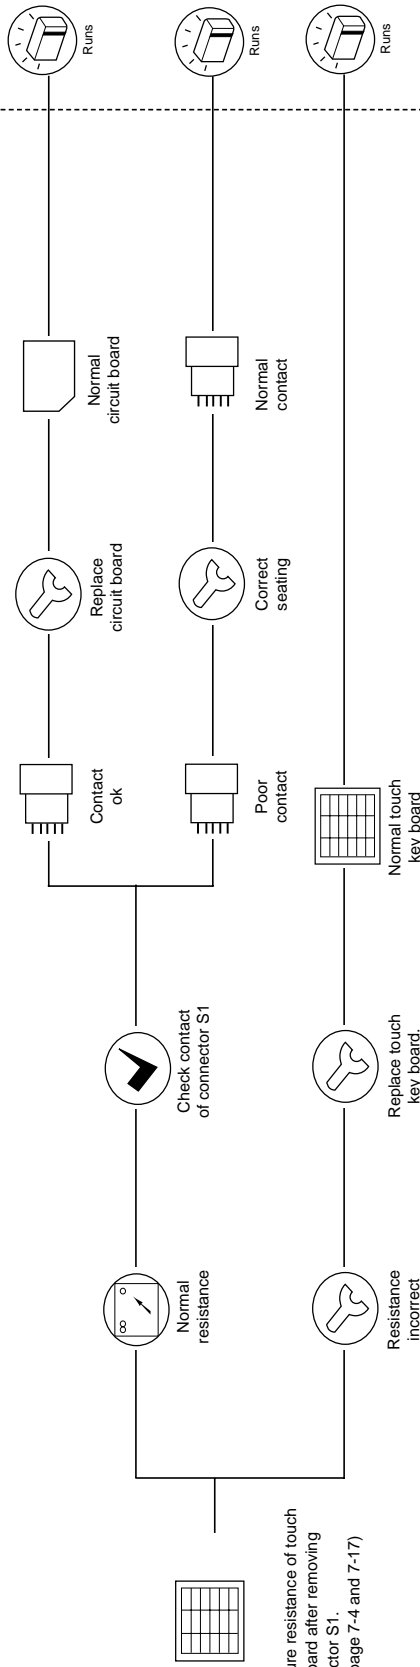 ure resistance of touch
oard after removing
ctor S1.
page 7-4 and 7-17)
Normal
resistance
Check contact
of connector S1
Contact
ok
Replace
circuit board
Normal
circuit board
Runs
Poor
contact
Correct
seating
Normal
contact
Runs
Resistance
incorrect
Replace touch
key board.
Normal touch
key board
Runs